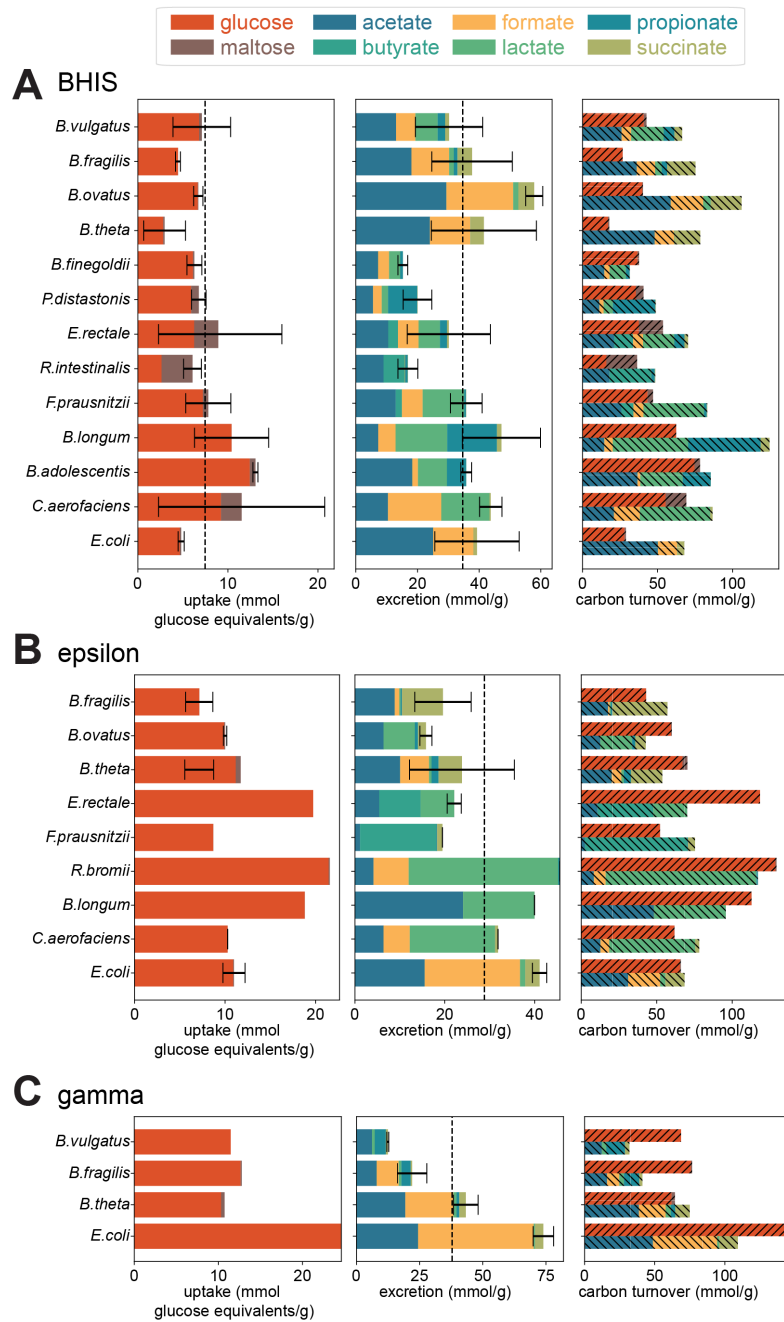 glucose acetate formate propionate
maltose butyrate lactate succinate
A BHIS
B.vulgatus
B.fragilis
B.ovatus
B.theta
B.finegoldii
P.distastonis
E.rectale
R.intestinalis
F.prausnitzii
B.longum
B.adolescentis
C.aerofaciens
E.coli
0 10 20 0 20 40 60 0 50 100
uptake (mmol glucose equivalents/g) excretion (mmol/g) carbon turnover (mmol/g)
B epsilon
B.fragilis
B.ovatus
B.theta
E.rectale
F.prausnitzii
R.bromii
B.longum
C.aerofaciens
E.coli
0 10 20 0 20 40 0 50 100
uptake (mmol glucose equivalents/g) excretion (mmol/g) carbon turnover (mmol/g)
C gamma
B.vulgatus
B.fragilis
B.theta
E.coli
0 10 20 0 25 50 75 0 50 100
uptake (mmol glucose equivalents/g) excretion (mmol/g) carbon turnover (mmol/g)